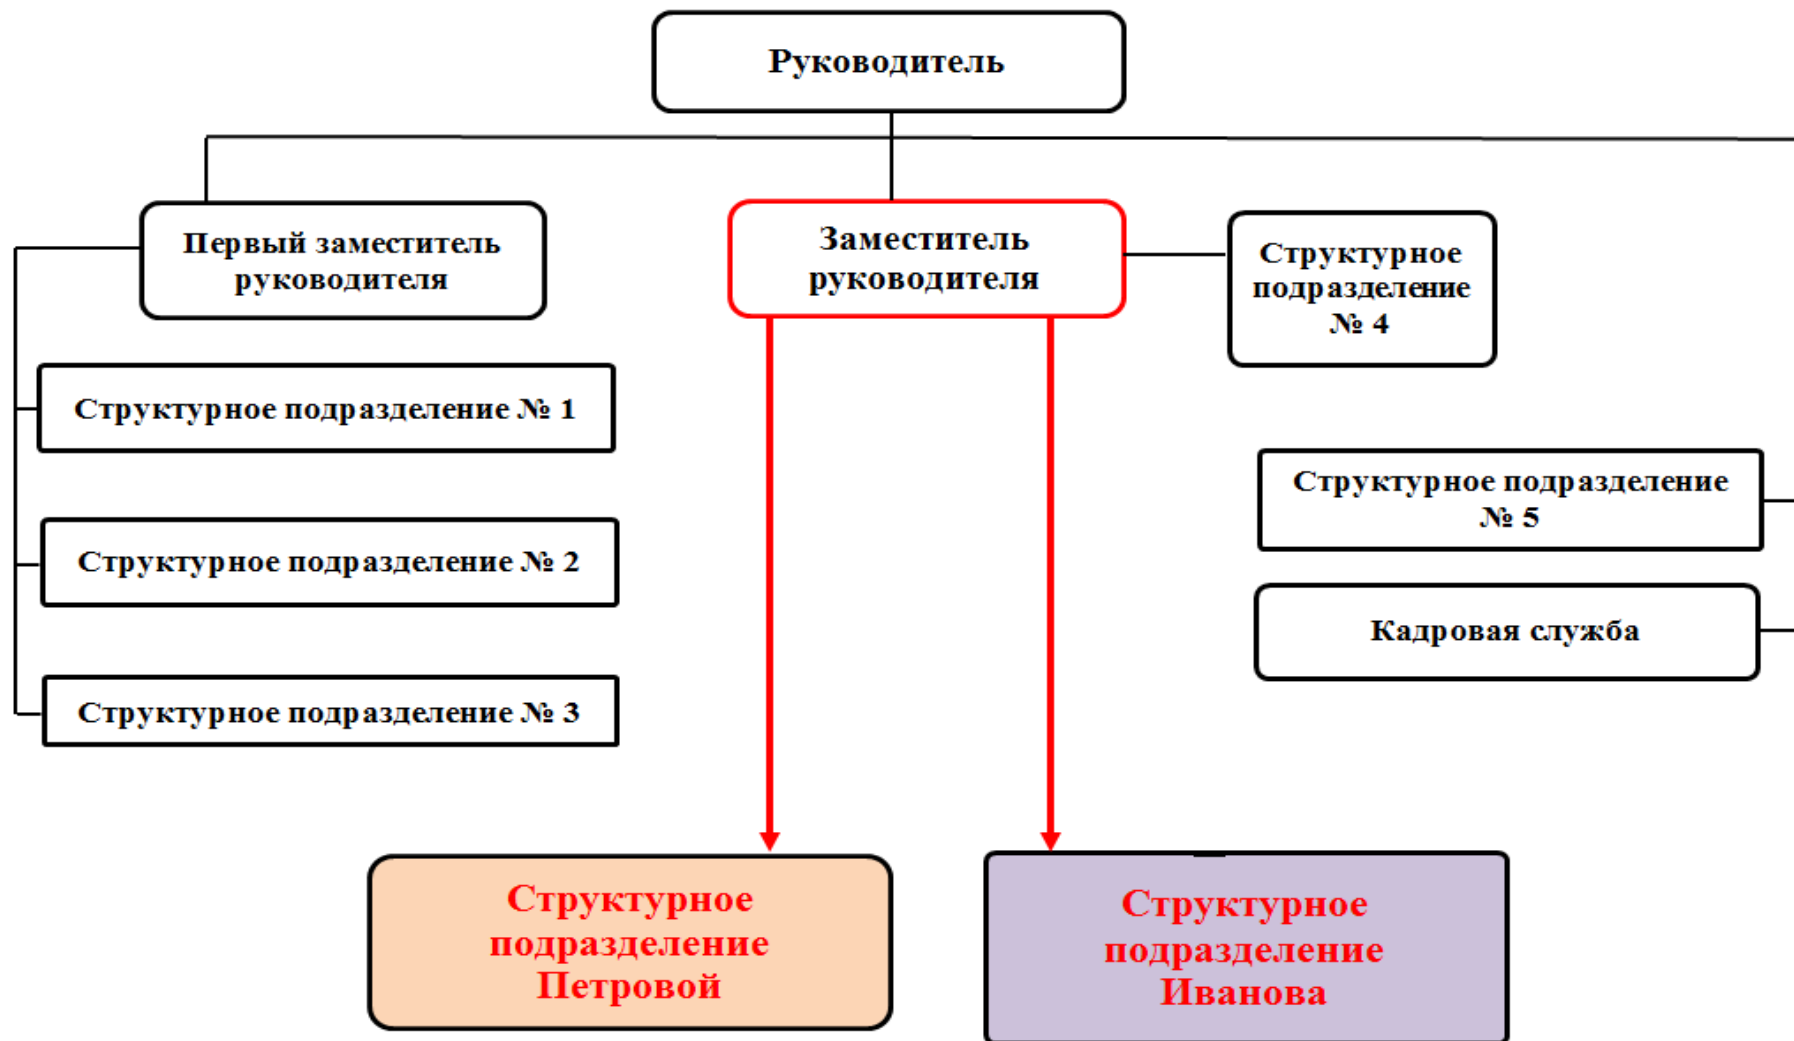 Руководитель
Первый заместитель
руководителя
Заместитель
руководителя
Структурное
подразделение
№ 4
Структурное подразделение № 1
Структурное подразделение № 2
Структурное подразделение № 3
Структурное подразделение
№ 5
Кадровая служба
Структурное
подразделение
Петровой
Структурное
подразделение
Иванова